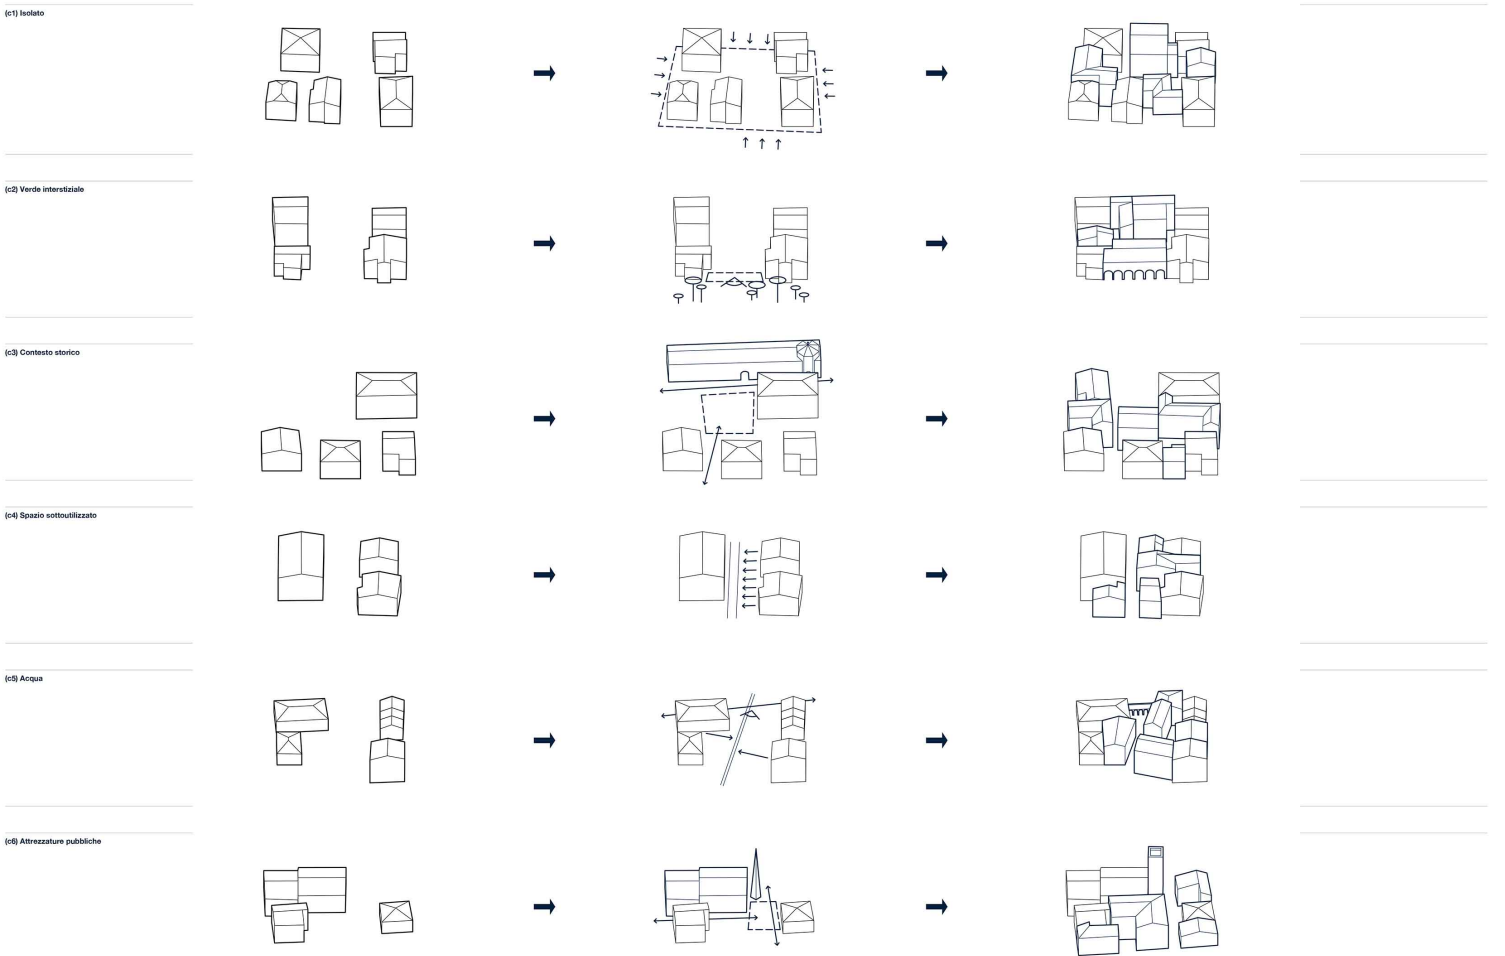 (c1) Isolato
(c2) Verde interstiziale
(c3) Contesto storico
(c4) Spazio sottoutilizzato
(c5) Acqua
(c6) Attrezzature pubbliche